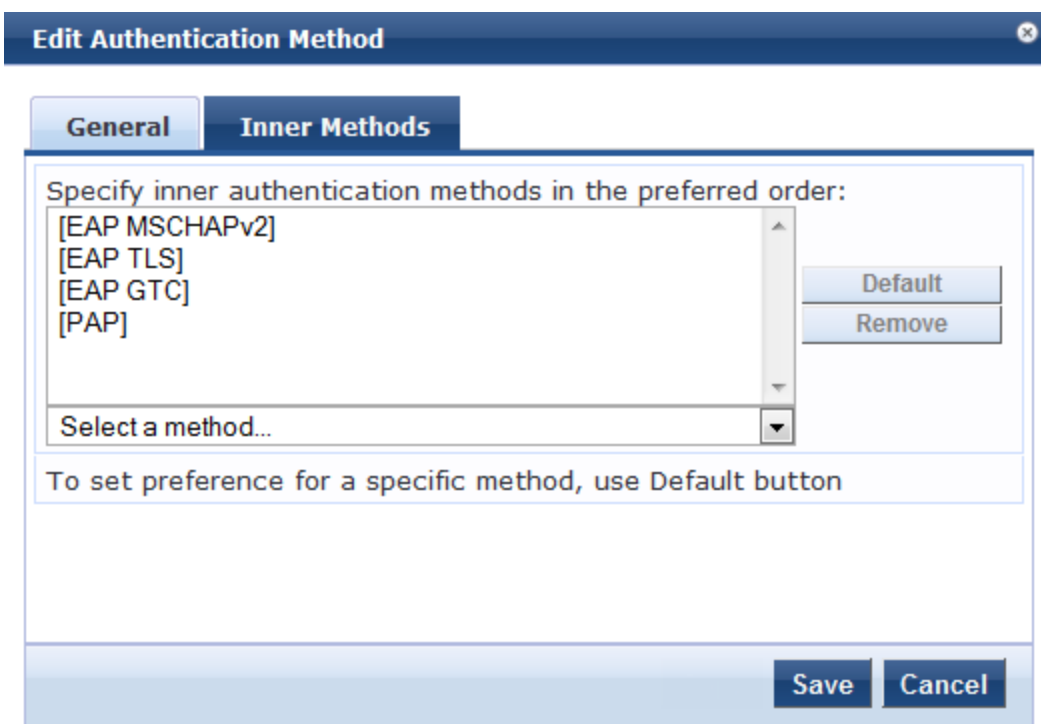 Edit Authentication Method
General
Inner Methods
Specify inner authentication methods in the preferred order:
[EAP MSCHAPv2]
[EAP TLS]
[EAP GTC]
[PAP]
Default
Remove
Select a method...
To set preference for a specific method, use Default button
Save
Cancel